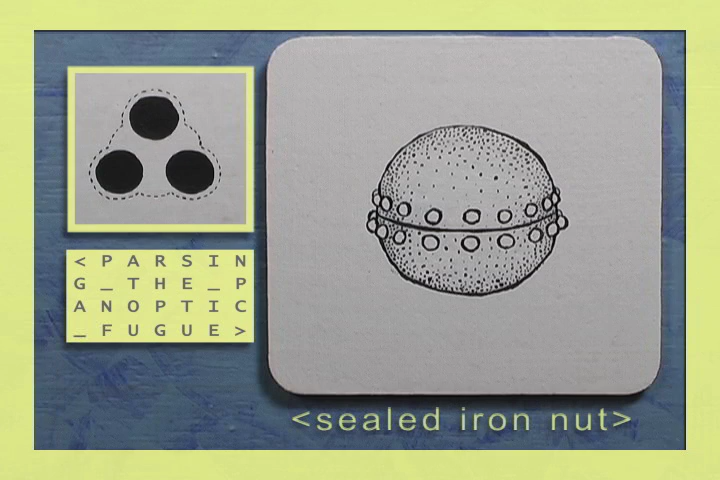 < P A R S I N
G _ T H E _ P
A N O P T I C
_ F U G U E >
<sealed iron nut>